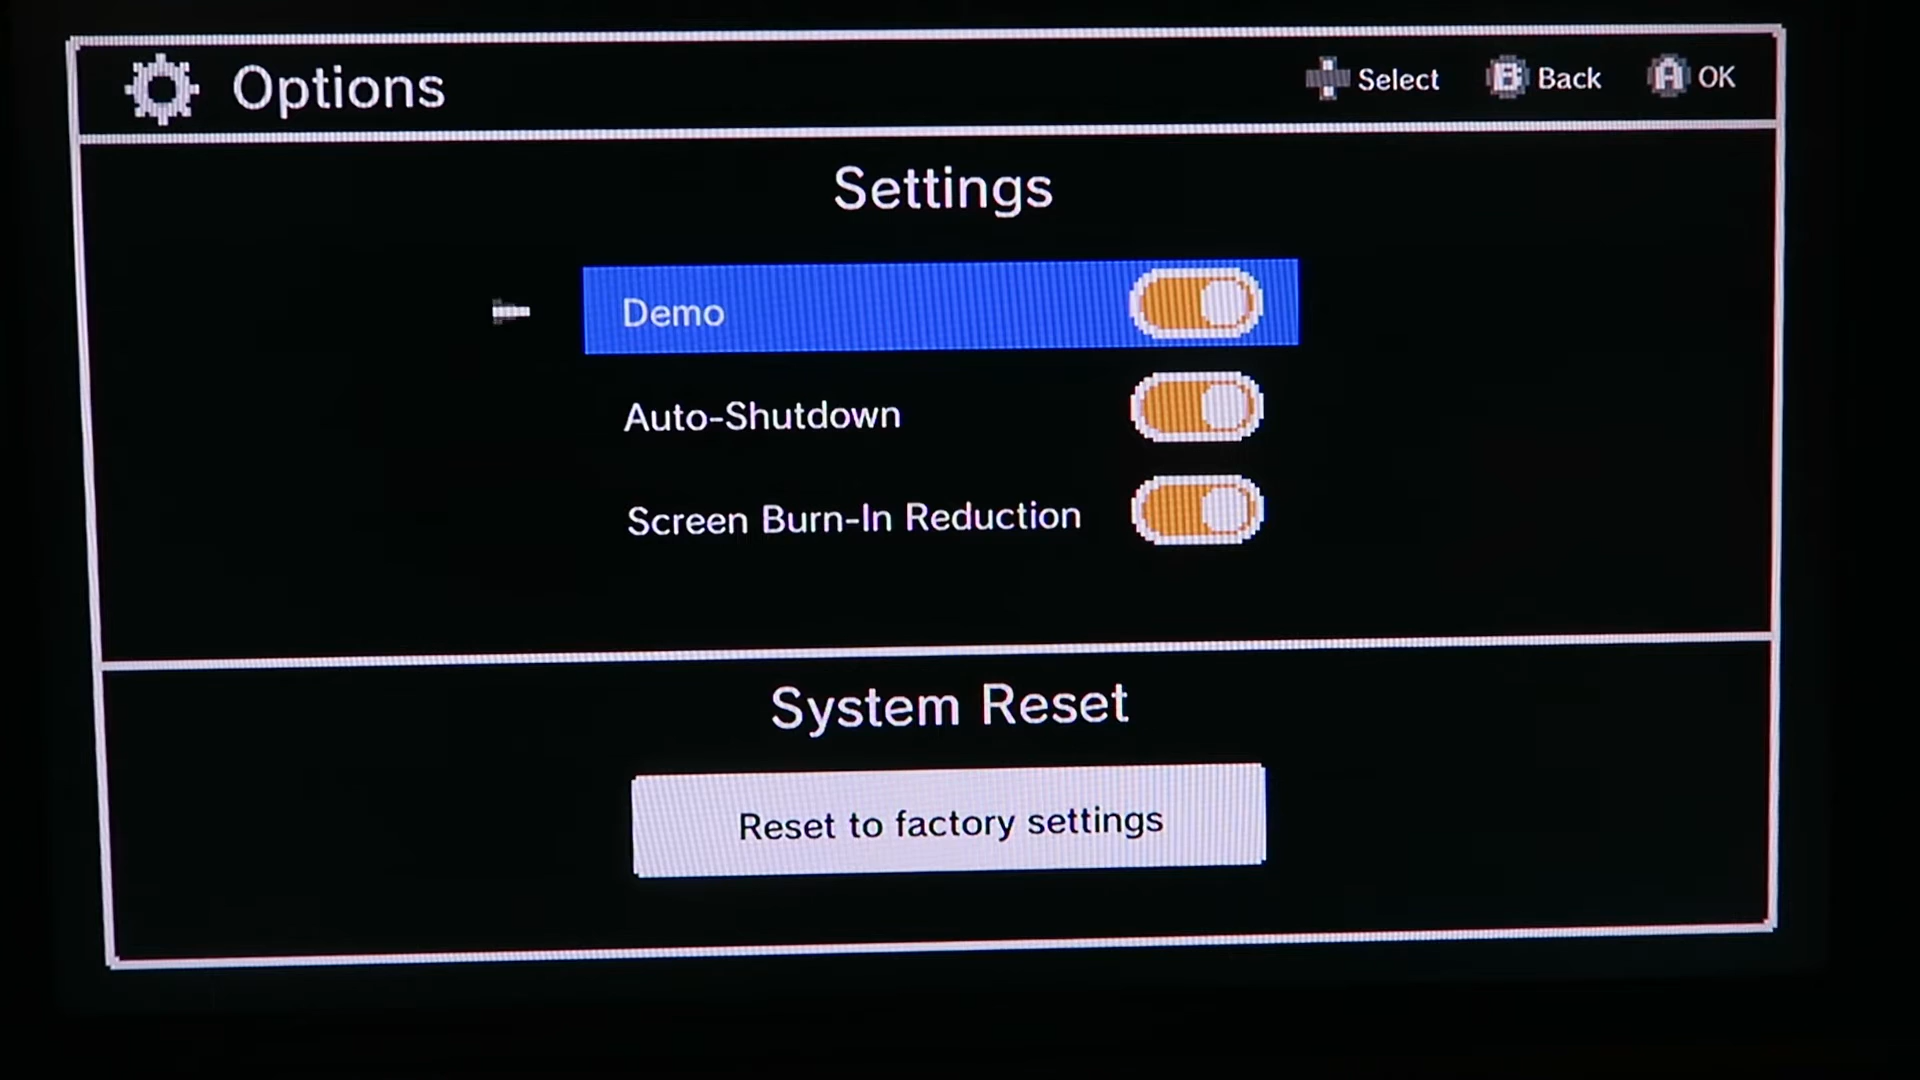 Options
Select B Back A OK
Settings
Demo
Auto-Shutdown
Screen Burn-In Reduction
System Reset
Reset to factory settings